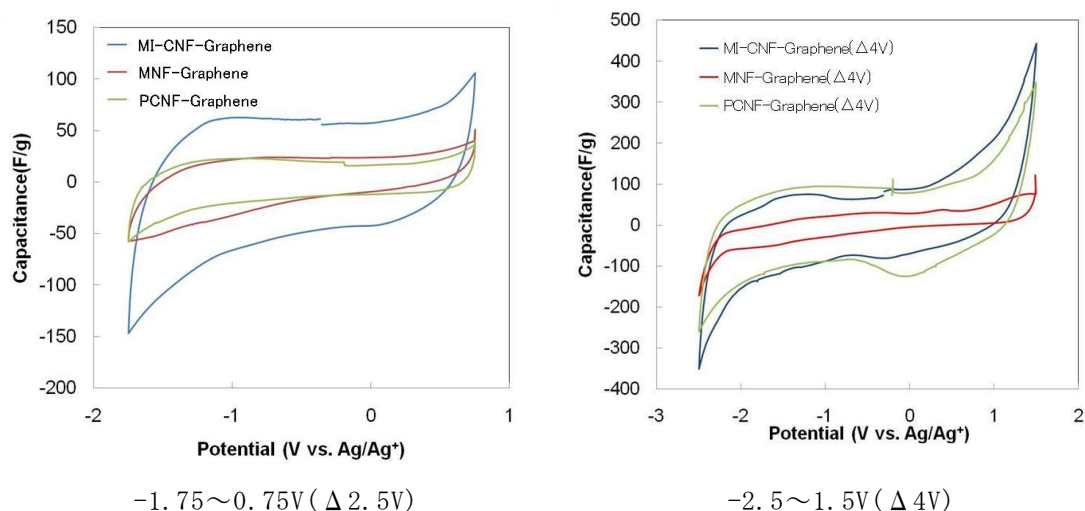 150
100
50
0
-50
-100
-150
-200
Capacitance(F/g)
MI-CNF-Graphene
MNF-Graphene
PCNF-Graphene
-2
-1
0
1
Potential (V vs. Ag/Ag⁺)
-1.75～0.75V(Δ2.5V)
500
400
300
200
100
0
-100
-200
-300
-400
Capacitance(F/g)
MI-CNF-Graphene(△4V)
MNF-Graphene(△4V)
PCNF-Graphene(△4V)
-3
-2
-1
0
1
2
Potential (V vs. Ag/Ag⁺)
-2.5～1.5V(Δ4V)